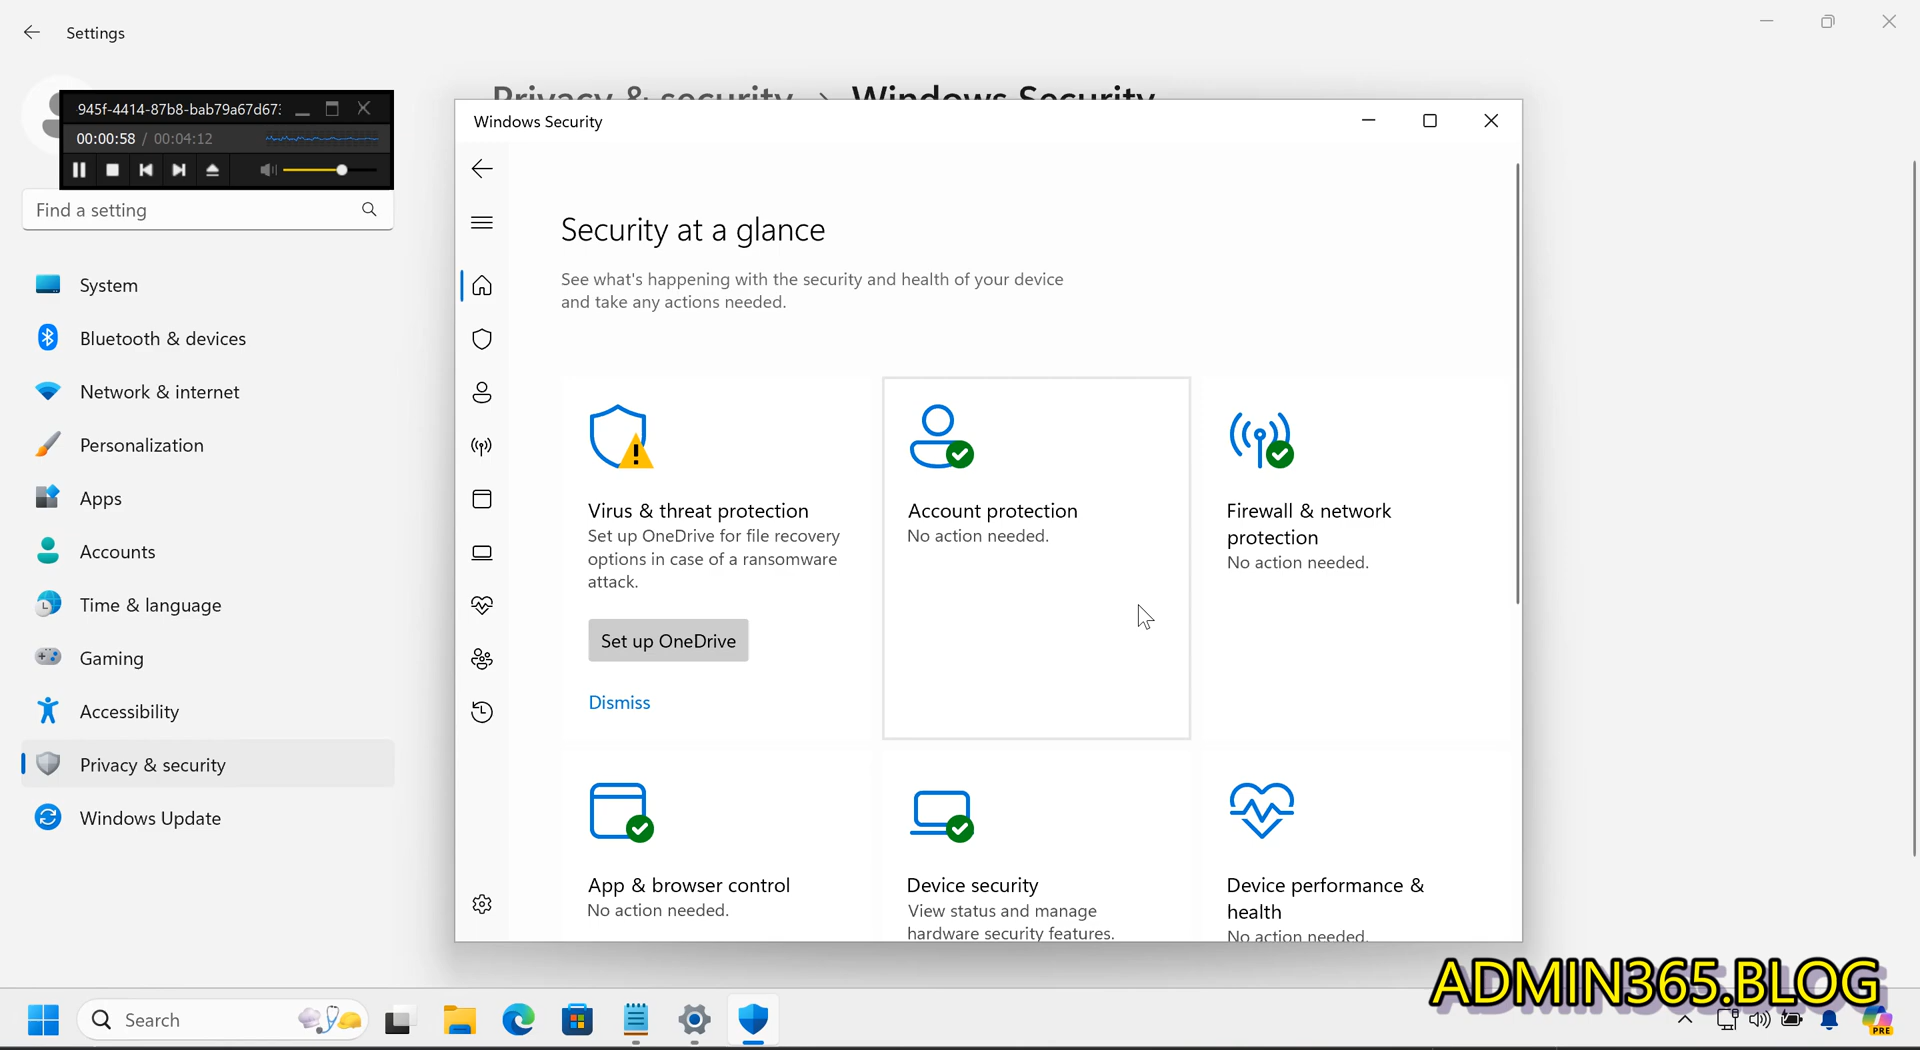 Settings
945f-4414-87b8-bab79a67d67
00:00:58 / 00:04:12
Find a setting
System
Bluetooth & devices
Network & internet
Personalization
Apps
Accounts
Time & language
Gaming
Accessibility
Privacy & security
Windows Update
Privacy & security > Windows Security
Windows Security
Security at a glance
See what's happening with the security and health of your device
and take any actions needed.
Virus & threat protection
Set up OneDrive for file recovery
options in case of a ransomware
attack.
Set up OneDrive
Dismiss
Account protection
No action needed.
Firewall & network
protection
No action needed.
App & browser control
No action needed.
Device security
View status and manage
hardware security features.
Device performance &
health
No action needed.
ADMIN365.BLOG
Search
PRE